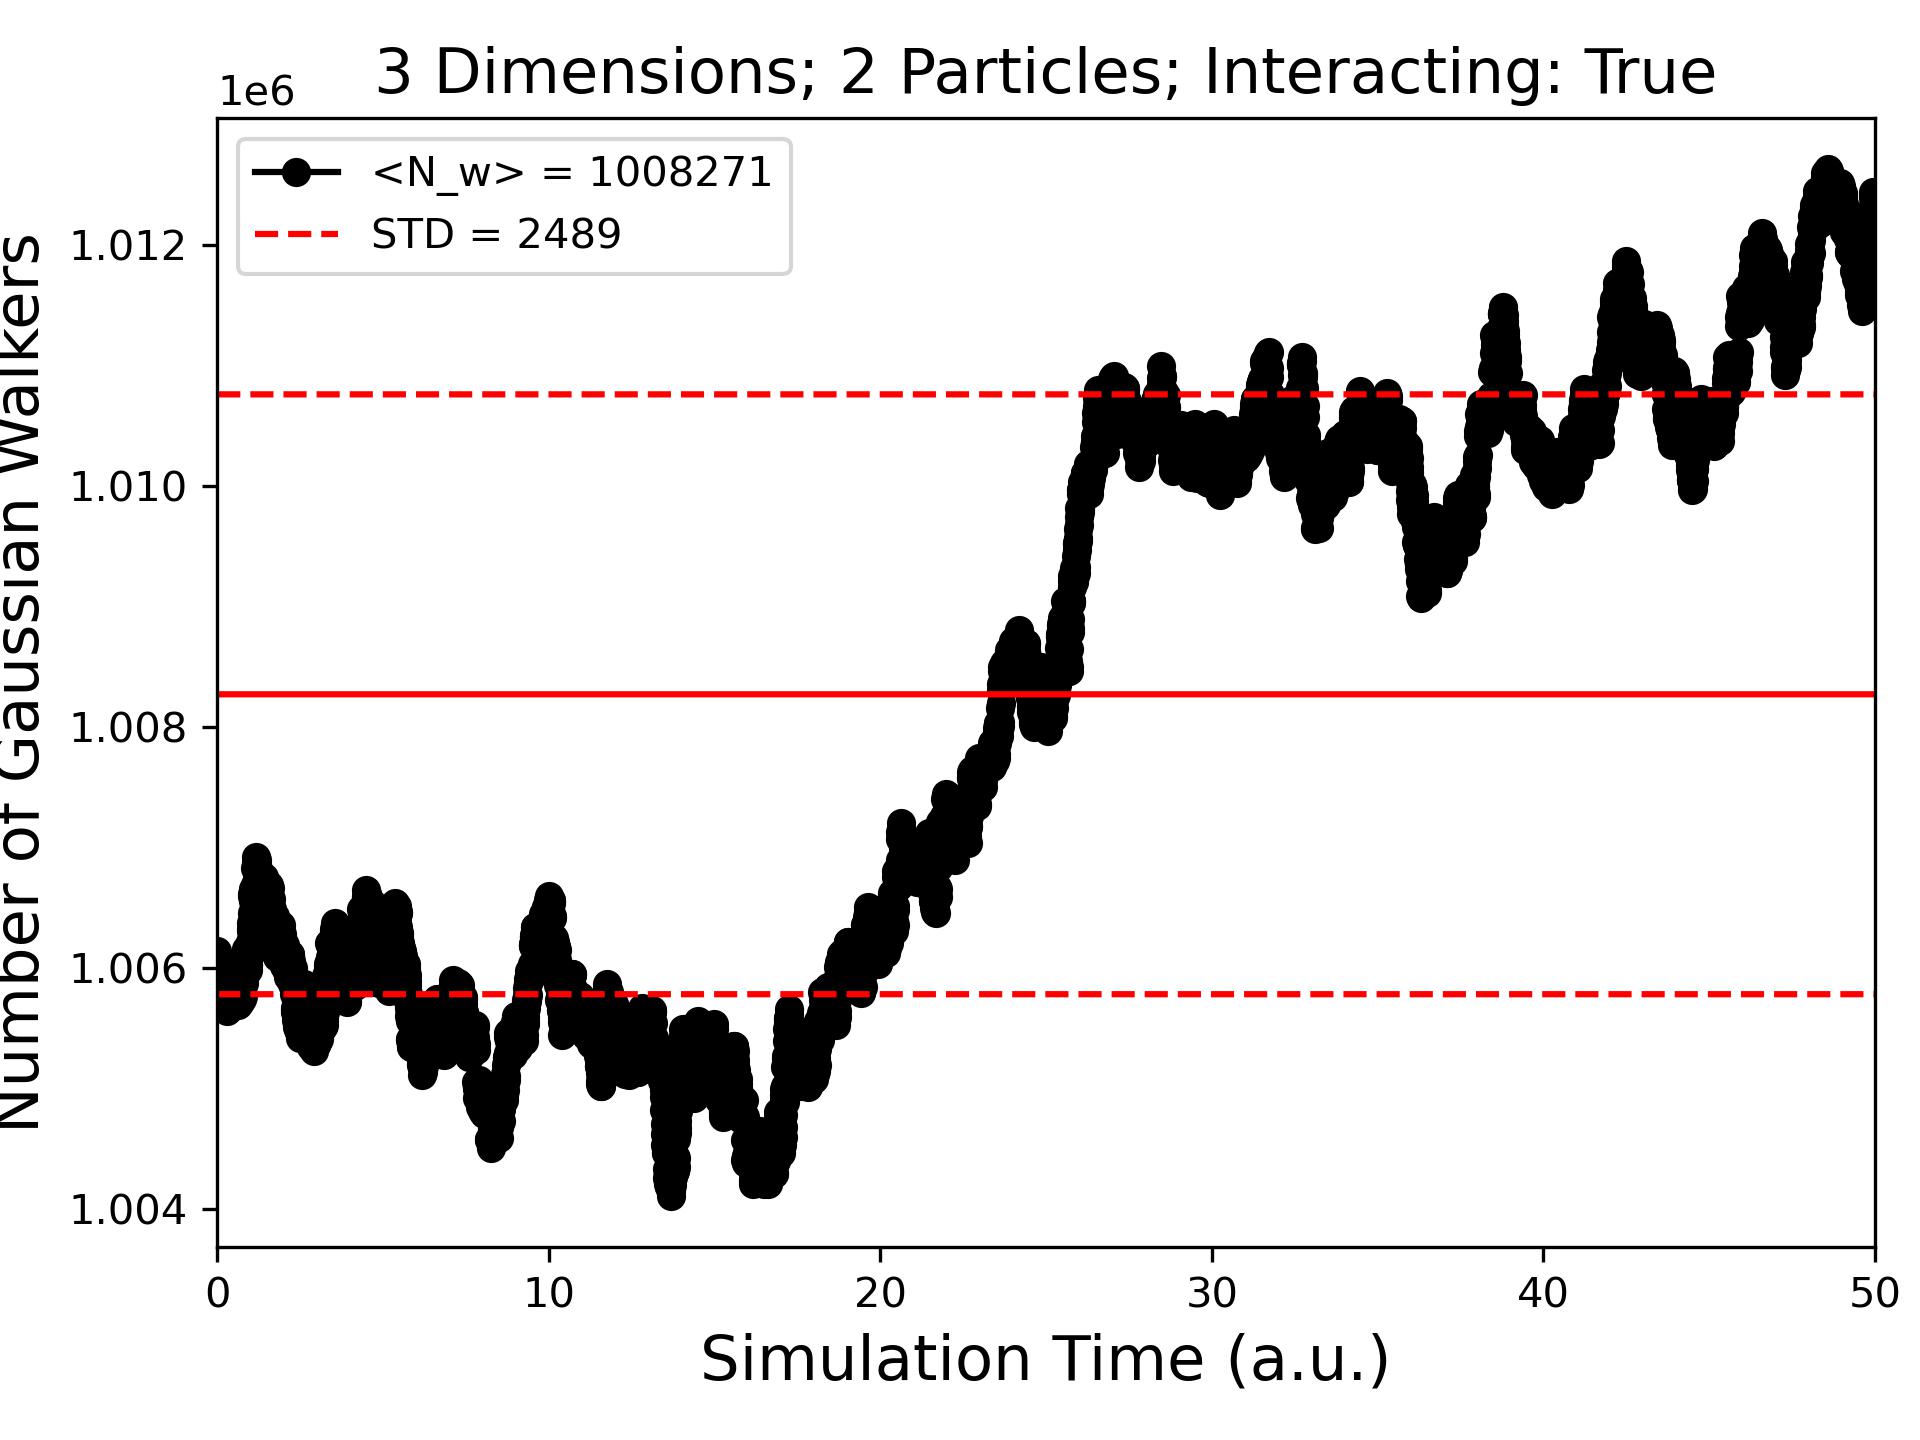 3 Dimensions; 2 Particles; Interacting: True
1e6
<N_w> = 1008271
STD = 2489
Number of Gaussian Walkers
1.012
1.010
1.008
1.006
1.004
0 10 20 30 40 50
Simulation Time (a.u.)